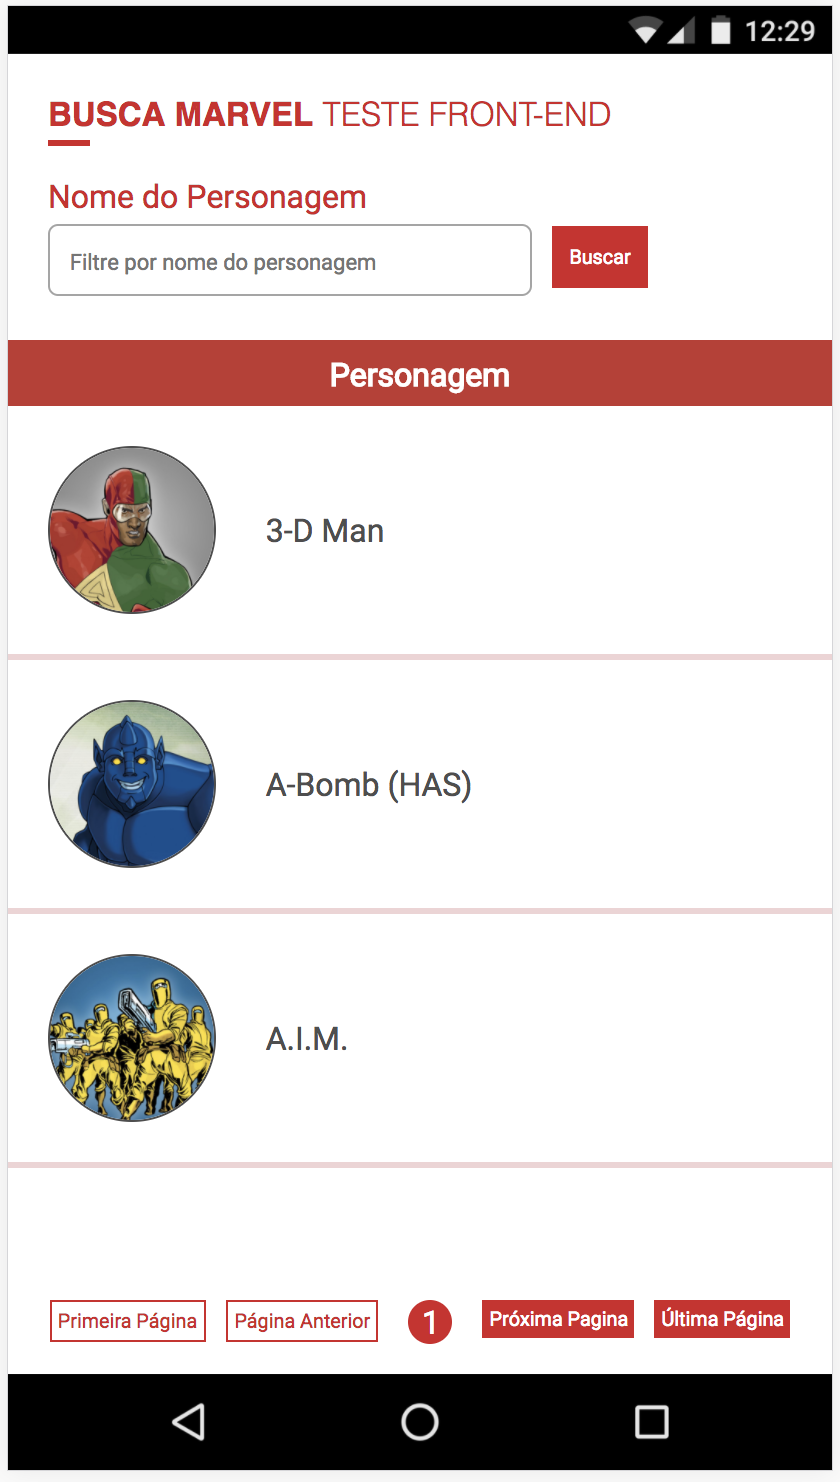 12:29
BUSCA MARVEL TESTE FRONT-END
Nome do Personagem
Filtre por nome do personagem
Buscar
Personagem
3-D Man
A-Bomb (HAS)
A.I.M.
Primeira Página Página Anterior 1 Próxima Pagina Última Página